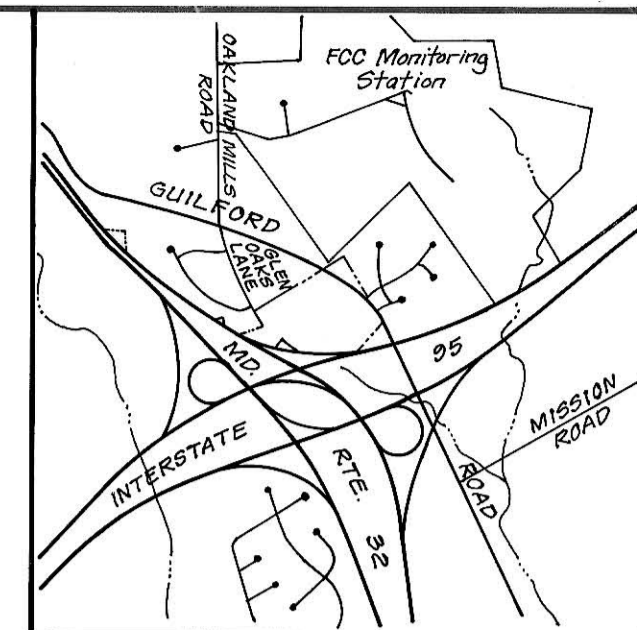 OAKLAND MILLS
ROAD
FCC Monitoring
Station
GUILFORD
GLEN
OAKS
LANE
MD.
95
MISSION
ROAD
INTERSTATE
RTE.
32
ROAD